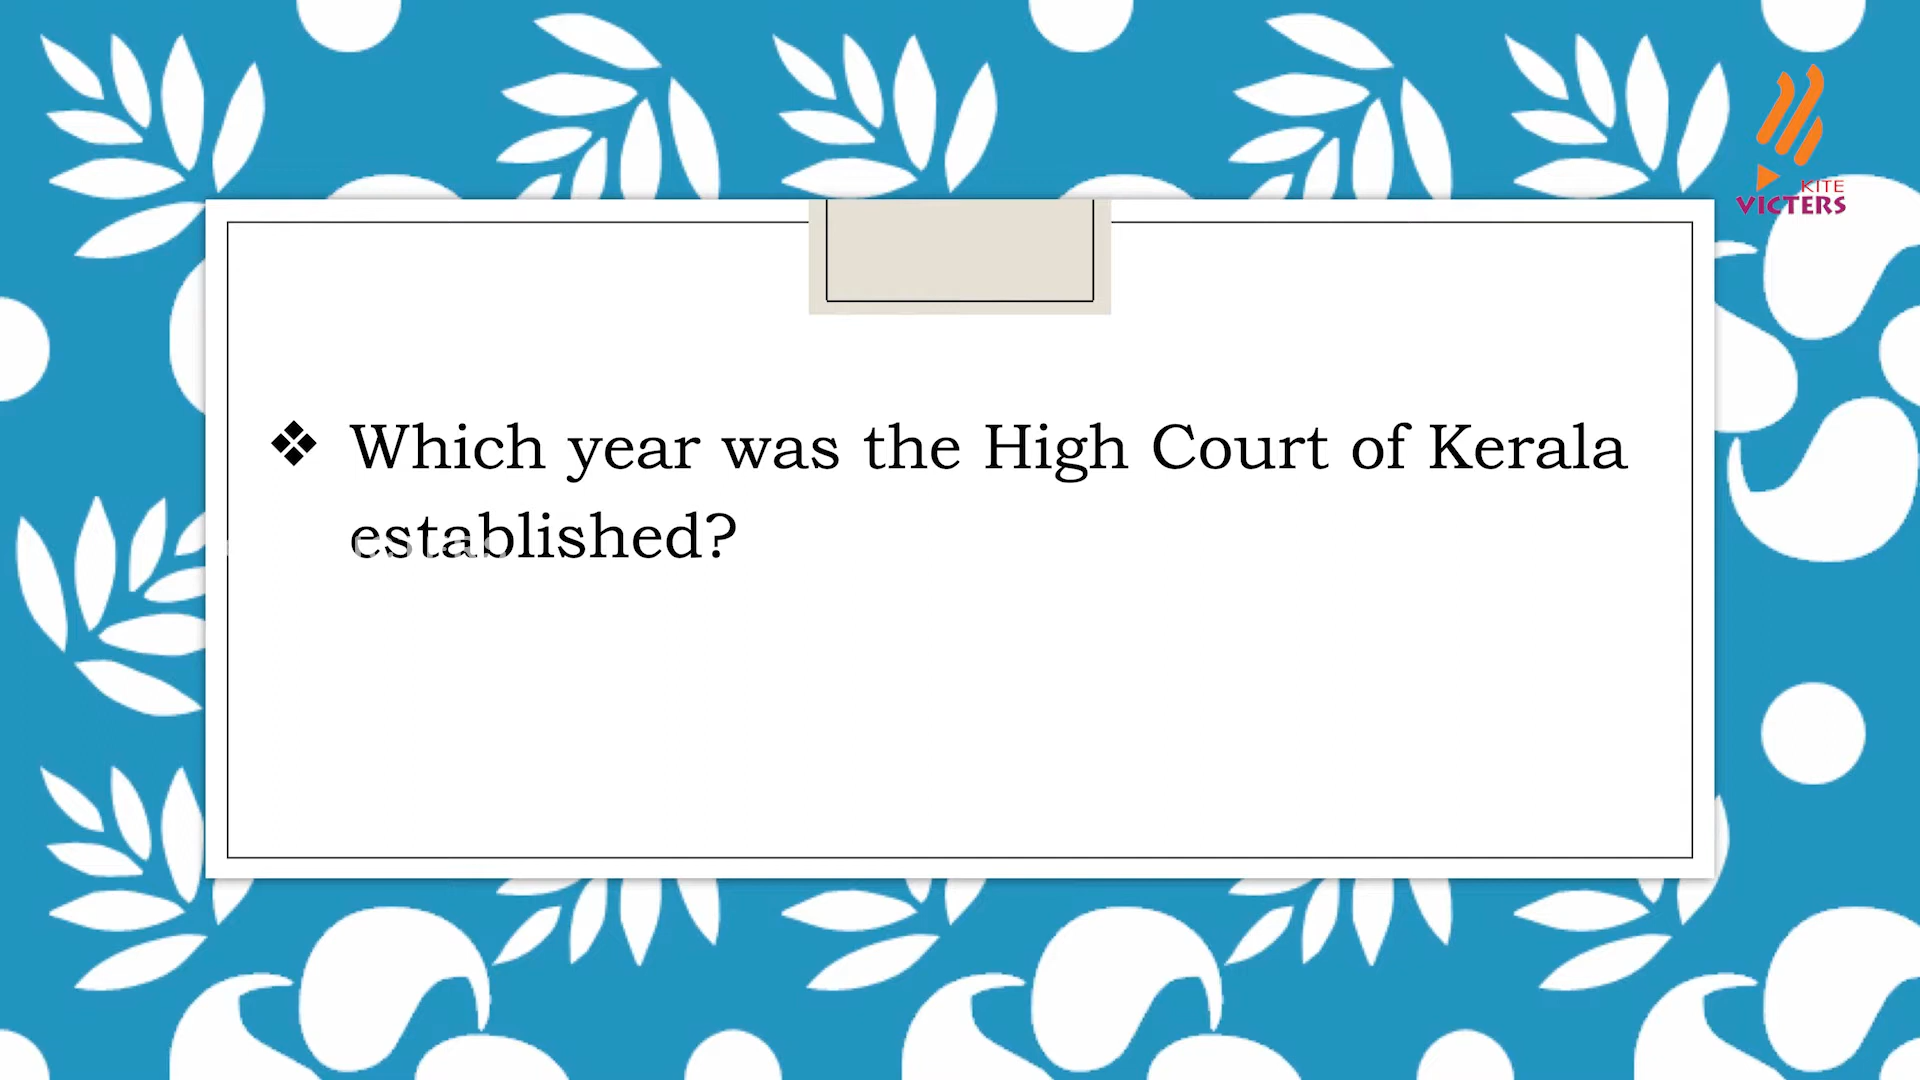 KITE
VICTERS
❖ Which year was the High Court of Kerala
established?